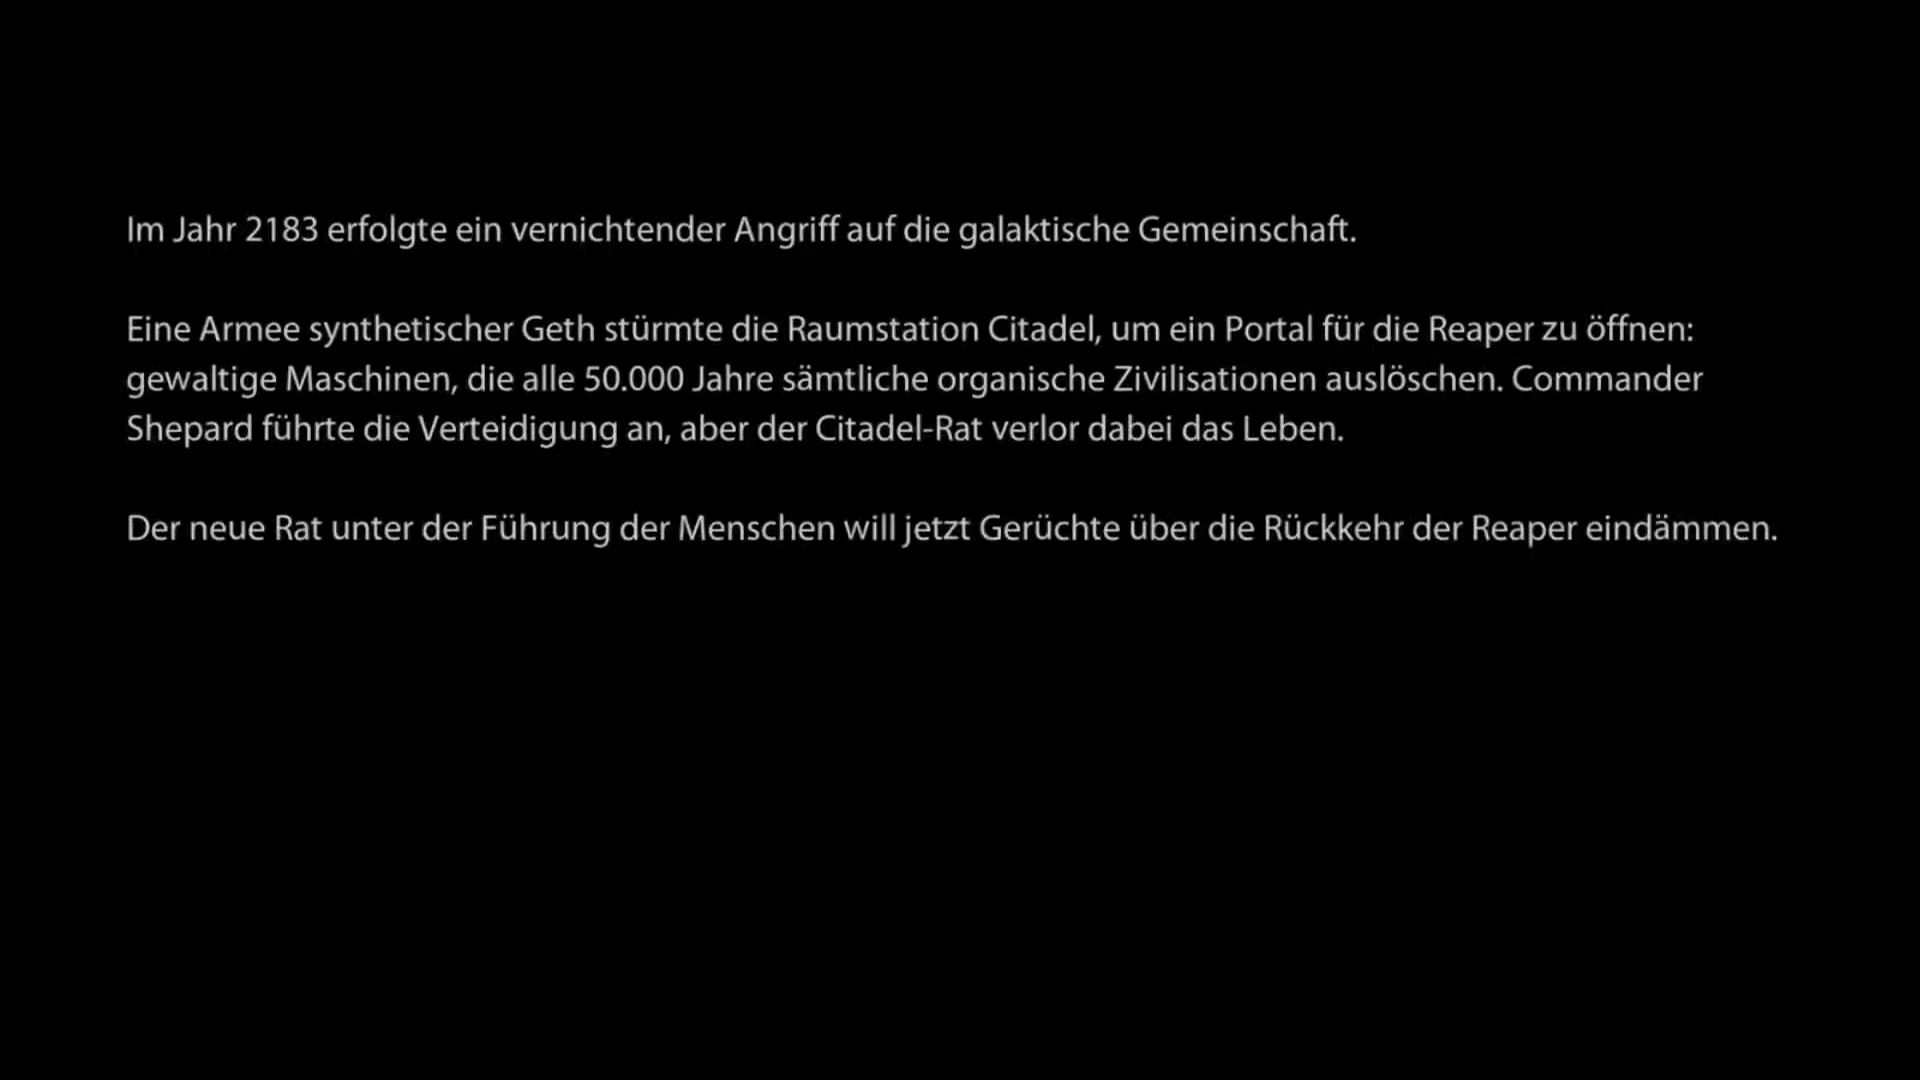 Im Jahr 2183 erfolgte ein vernichtender Angriff auf die galaktische Gemeinschaft.
Eine Armee synthetischer Geth stürmte die Raumstation Citadel, um ein Portal für die Reaper zu öffnen:
gewaltige Maschinen, die alle 50.000 Jahre sämtliche organische Zivilisationen auslöschen. Commander
Shepard führte die Verteidigung an, aber der Citadel-Rat verlor dabei das Leben.
Der neue Rat unter der Führung der Menschen will jetzt Gerüchte über die Rückkehr der Reaper eindämmen.